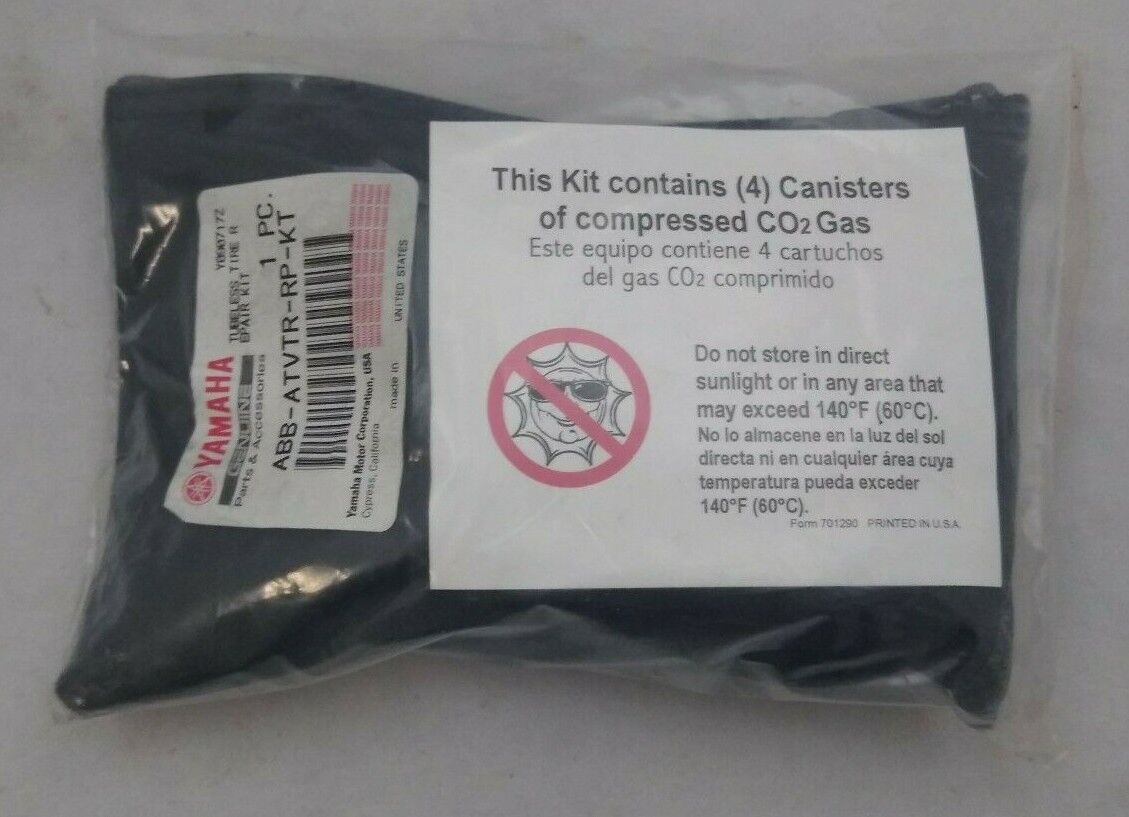 YAMAHA
GENUINE
Parts & Accessories
TUBELESS TIRE R
EPAIR KIT
1 PC.
ABB-ATVTR-RP-KT
Yamaha Motor Corporation, USA
Cypress, California
made in
UNITED STATES
This Kit contains (4) Canisters
of compressed CO2 Gas
Este equipo contiene 4 cartuchos
del gas CO2 comprimido
Do not store in direct
sunlight or in any area that
may exceed 140°F (60°C).
No lo almacene en la luz del sol
directa ni en cualquier área cuya
temperatura pueda exceder
140°F (60°C).
Form 701290 PRINTED IN U.S.A.